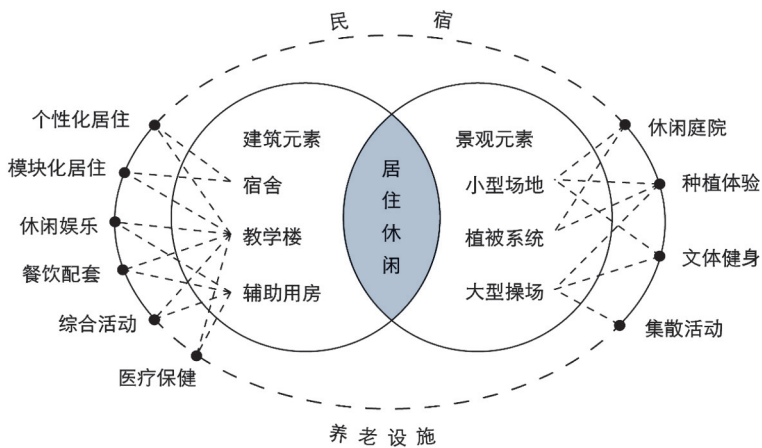 民宿
个性化居住
模块化居住
休闲娱乐
餐饮配套
综合活动
医疗保健
建筑元素
宿舍
教学楼
辅助用房
居住休闲
景观元素
小型场地
植被系统
大型操场
休闲庭院
种植体验
文体健身
集散活动
养老设施